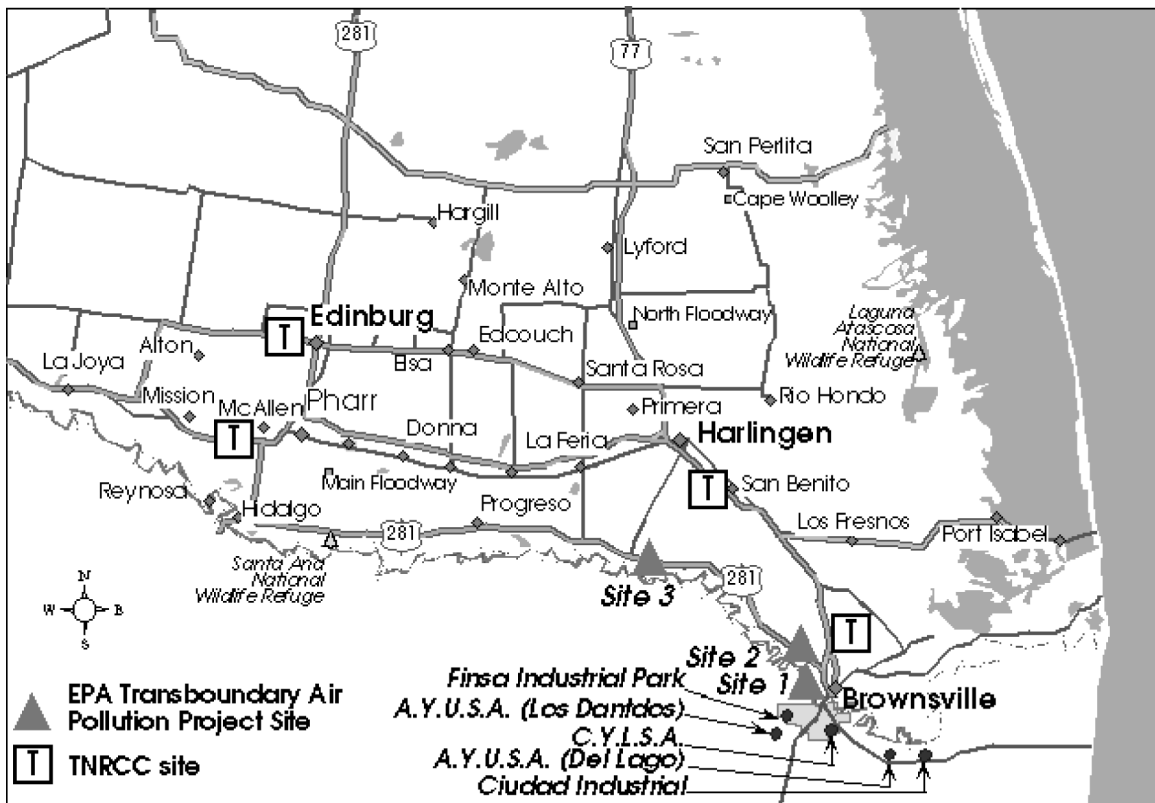 281
77
San Perlita
Cape Woolley
Hargill
Lyford
Monte Alto
North Floodway
Laguna
Atascosa
National
Wildlife Refuge
T
Edinburg
Edcouch
Alton
Elsa
Santa Rosa
La Joya
Rio Hondo
Mission
Primera
McAllen
Pharr
T
Donna
La Feria
Harlingen
Main Floodway
T
San Benito
Reynosa
Hidalgo
Progreso
Los Fresnos
281
Port Isabel
Santa Ana
National
Wildlife Refuge
281
Site 3
N
W
E
S
T
Site 2
Finsa Industrial Park
Site 1
Brownsville
A.Y.U.S.A. (Los Dantdos)
C.Y.L.S.A.
A.Y.U.S.A. (Del Lago)
Ciudad Industrial
EPA Transboundary Air
Pollution Project Site
T TNRCC site